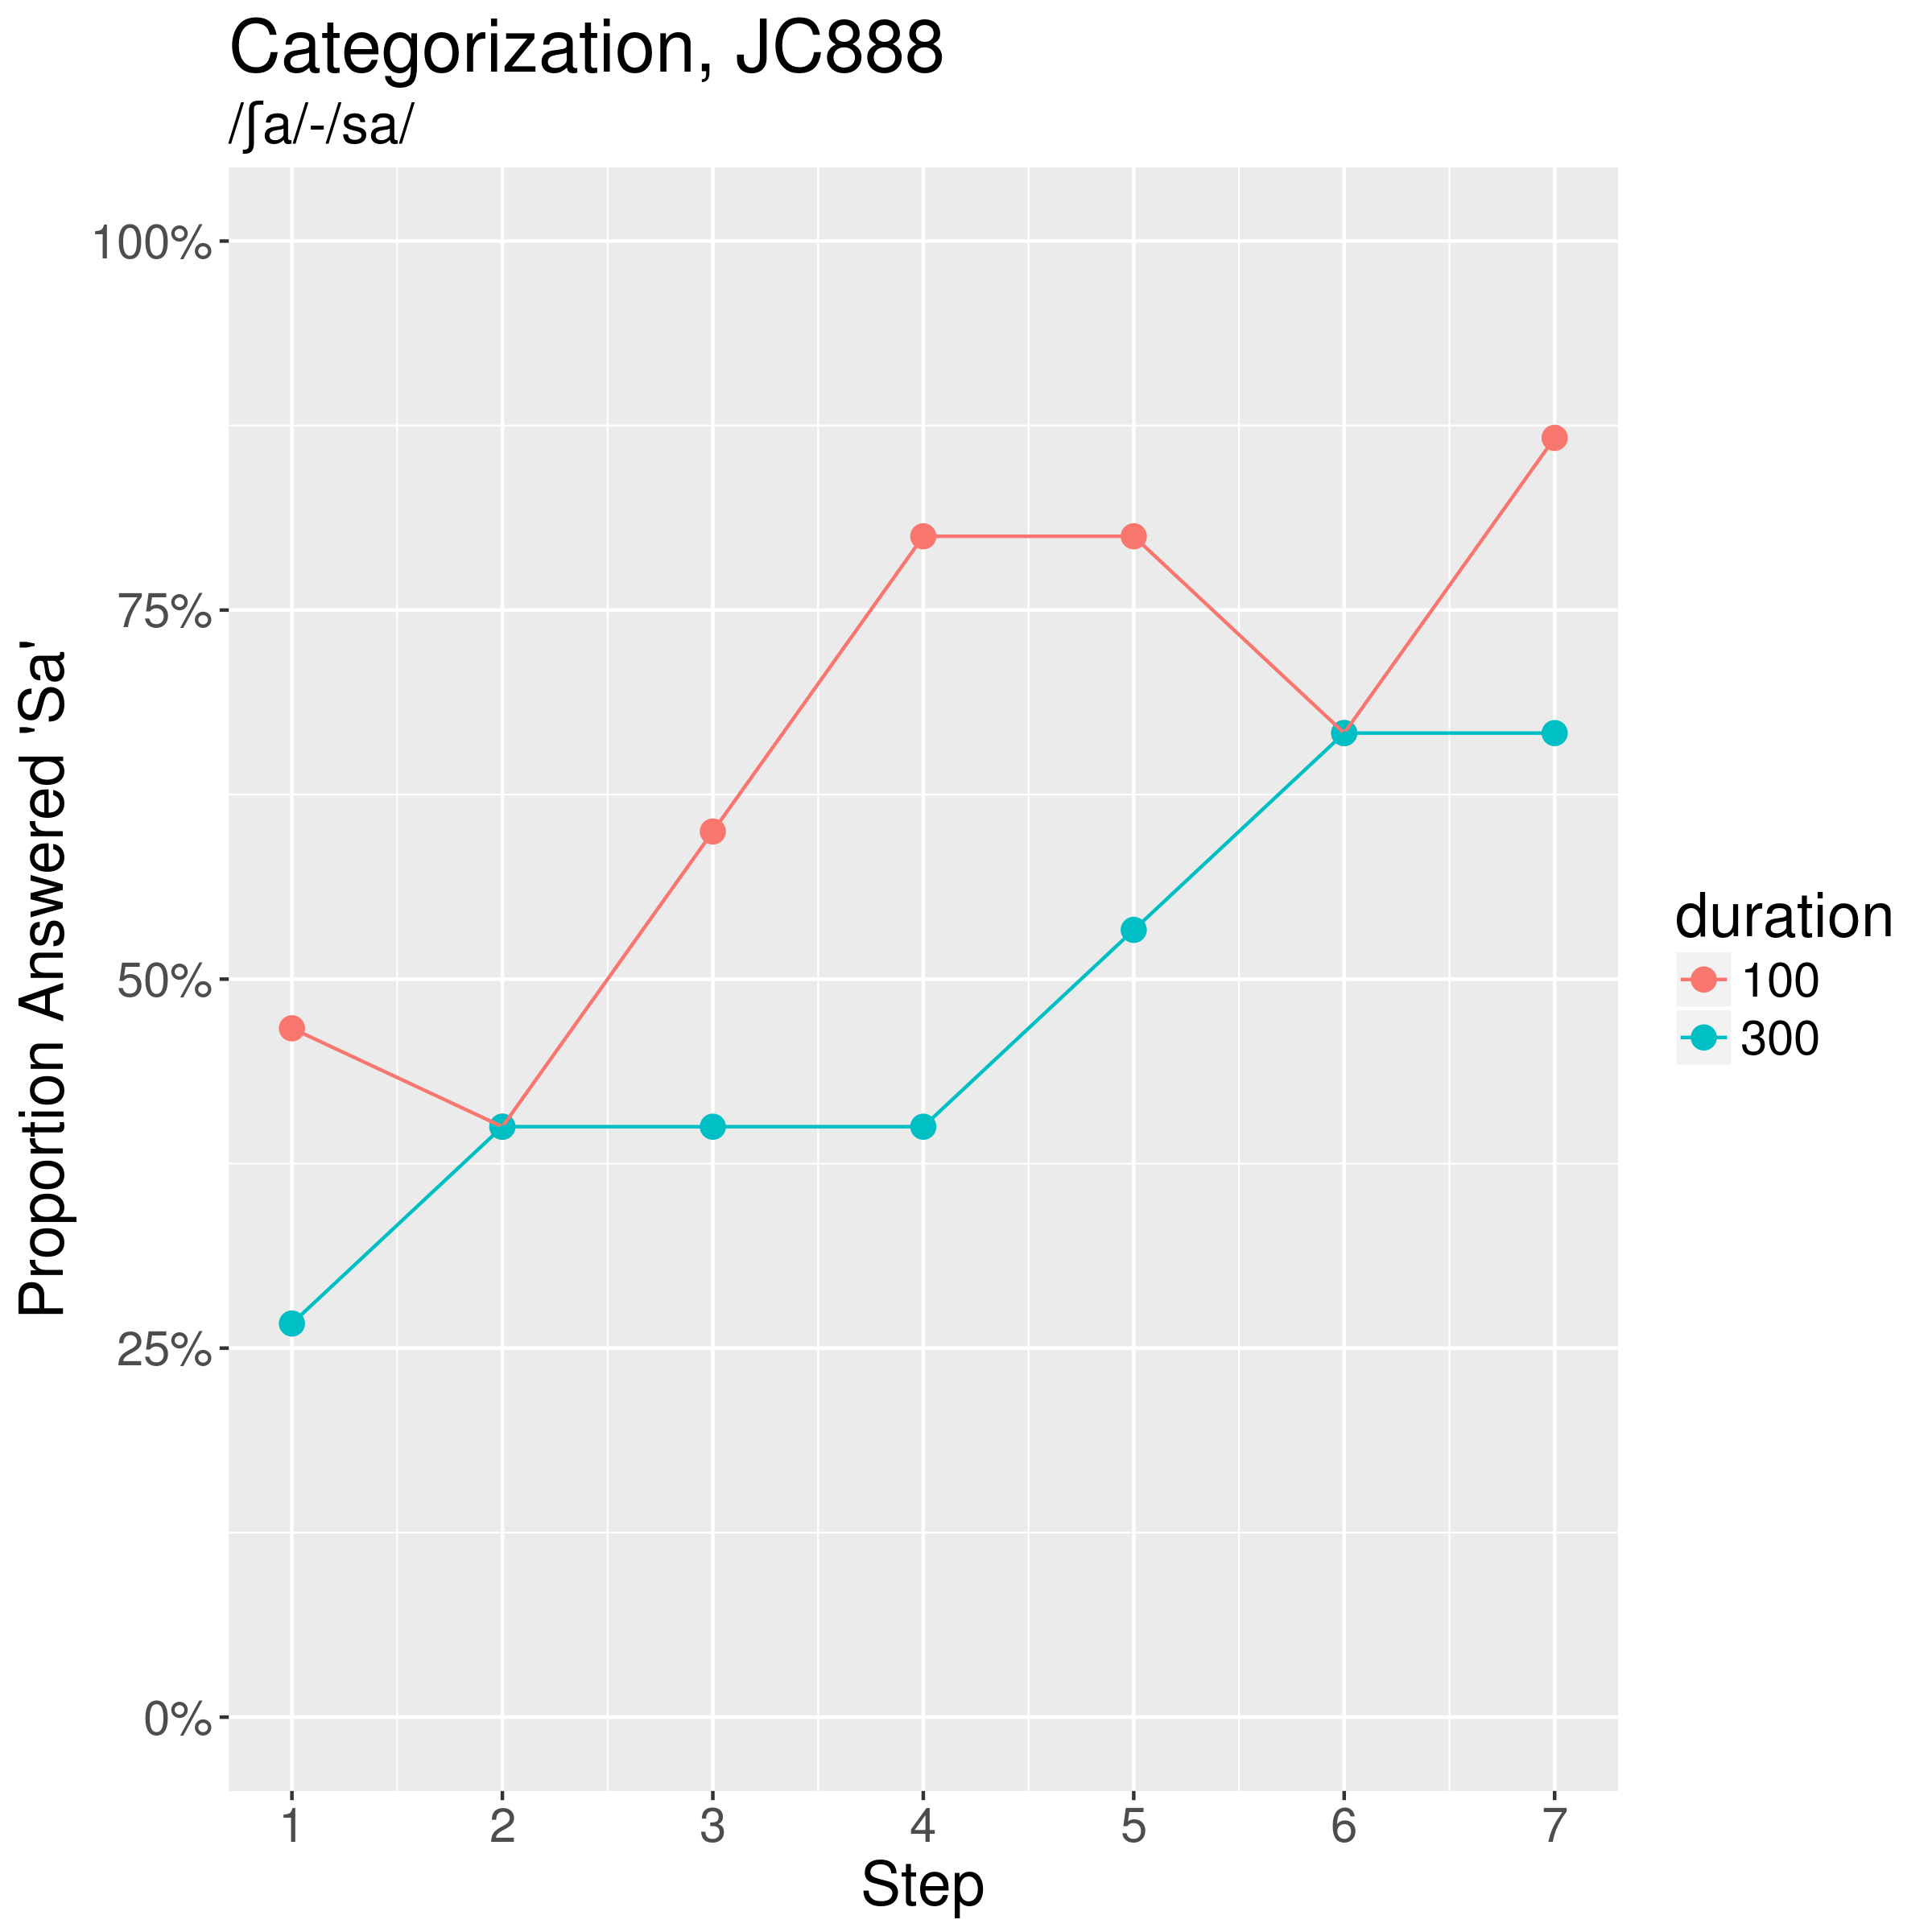 Categorization, JC888
/ʃa/-/sa/
100%
75%
50%
25%
0%
Proportion Answered 'Sa'
1 2 3 4 5 6 7
Step
duration
100
300